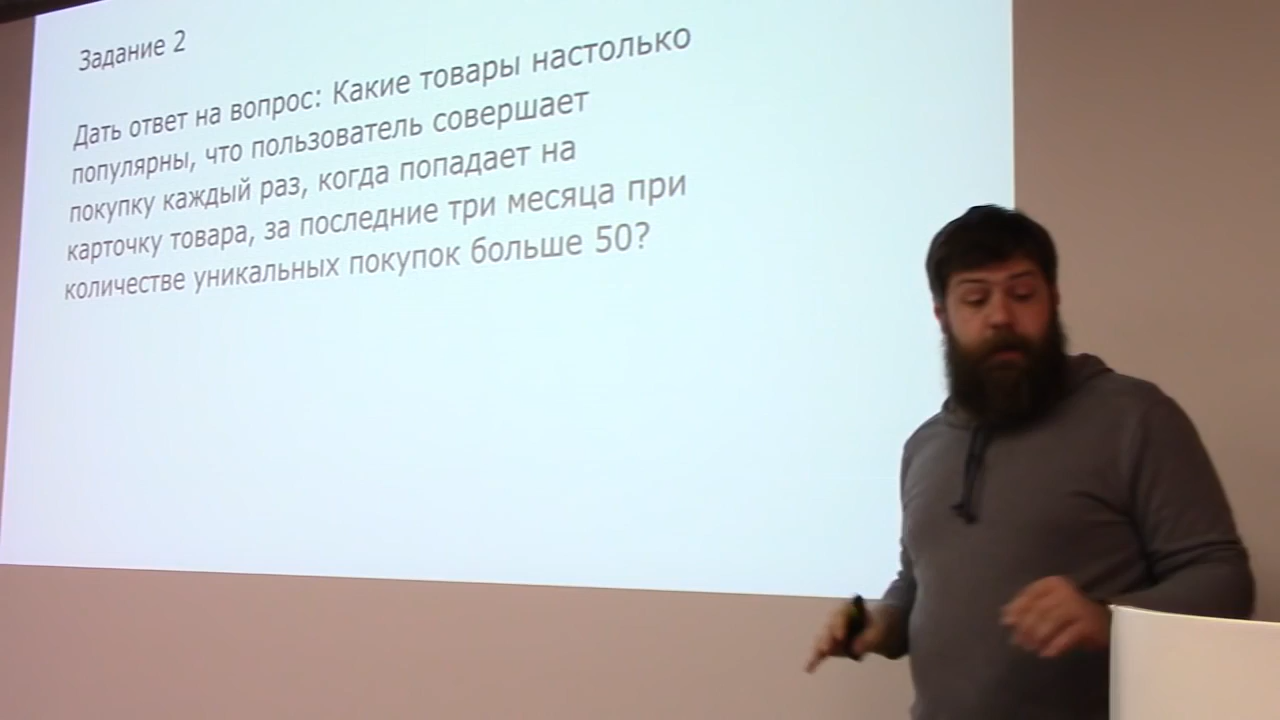 Задание 2
Дать ответ на вопрос: Какие товары настолько
популярны, что пользователь совершает
покупку каждый раз, когда попадает на
карточку товара, за последние три месяца при
количестве уникальных покупок больше 50?